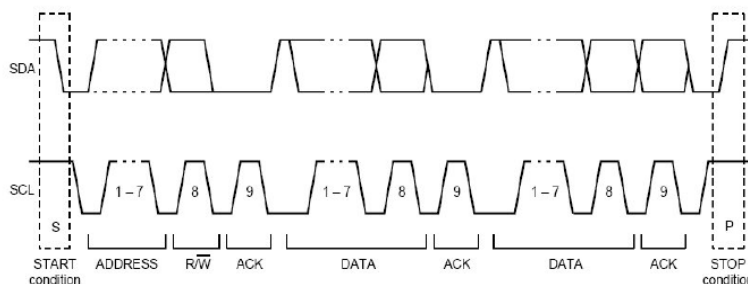 SDA
SCL
1 – 7
8
9
1 – 7
8
9
1 – 7
8
9
S
P
START condition
ADDRESS
R/W̅
ACK
DATA
ACK
DATA
ACK
STOP condition